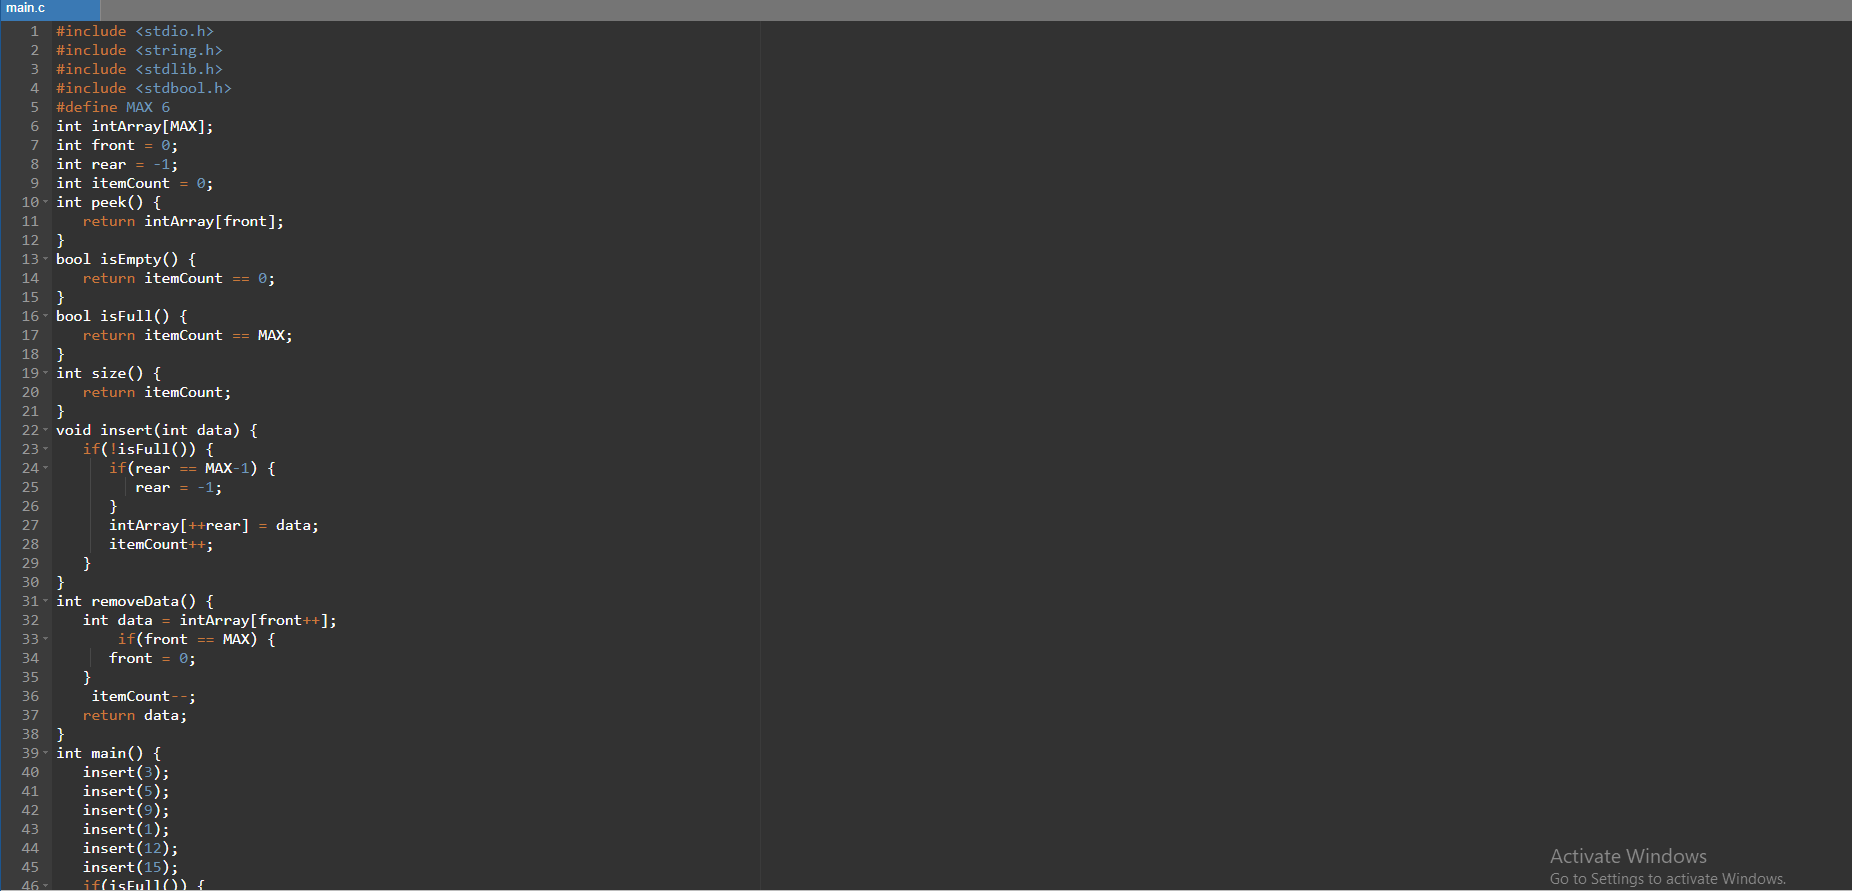 main.c
1 #include <stdio.h>
2 #include <string.h>
3 #include <stdlib.h>
4 #include <stdbool.h>
5 #define MAX 6
6 int intArray[MAX];
7 int front = 0;
8 int rear = -1;
9 int itemCount = 0;
10 int peek() {
11    return intArray[front];
12 }
13 bool isEmpty() {
14    return itemCount == 0;
15 }
16 bool isFull() {
17    return itemCount == MAX;
18 }
19 int size() {
20    return itemCount;
21 }
22 void insert(int data) {
23    if(!isFull()) {
24       if(rear == MAX-1) {
25          rear = -1;
26       }
27       intArray[++rear] = data;
28       itemCount++;
29    }
30 }
31 int removeData() {
32    int data = intArray[front++];
33        if(front == MAX) {
34       front = 0;
35    }
36     itemCount--;
37    return data;
38 }
39 int main() {
40    insert(3);
41    insert(5);
42    insert(9);
43    insert(1);
44    insert(12);
45    insert(15);
46    if(isFull()) {
Activate Windows
Go to Settings to activate Windows.